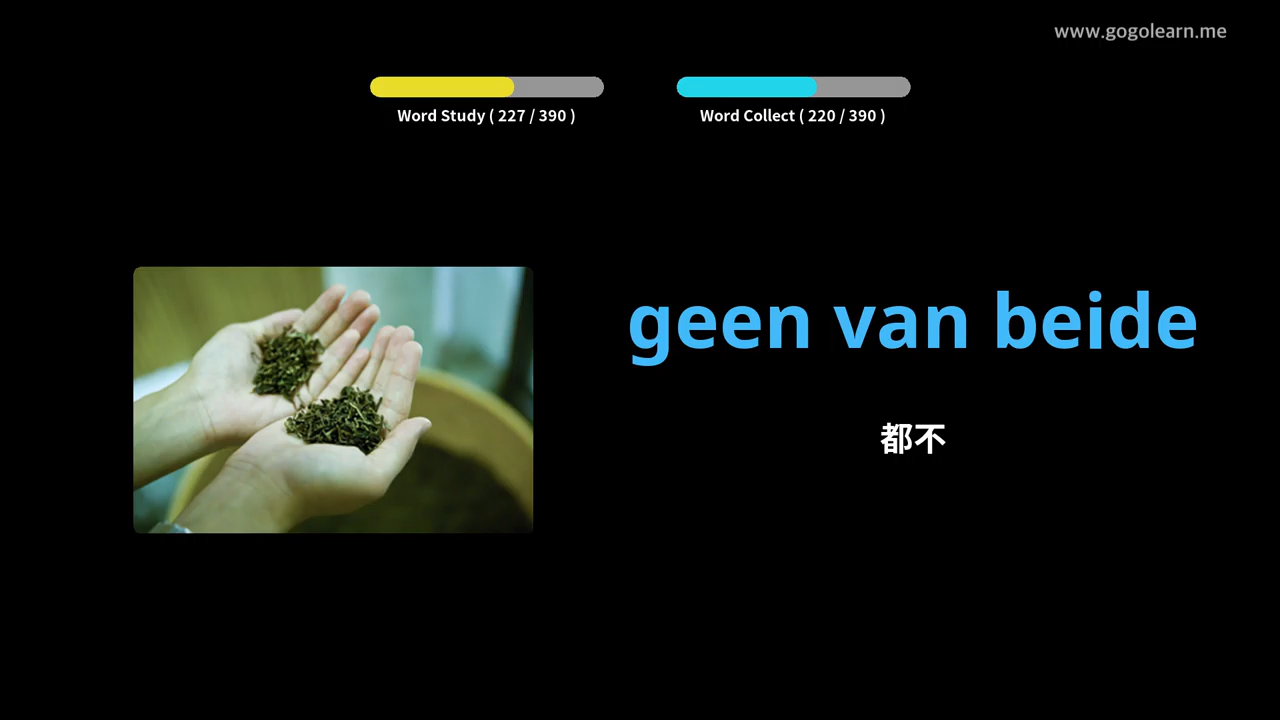 www.gogolearn.me
Word Study ( 227 / 390 )
Word Collect ( 220 / 390 )
geen van beide
都不